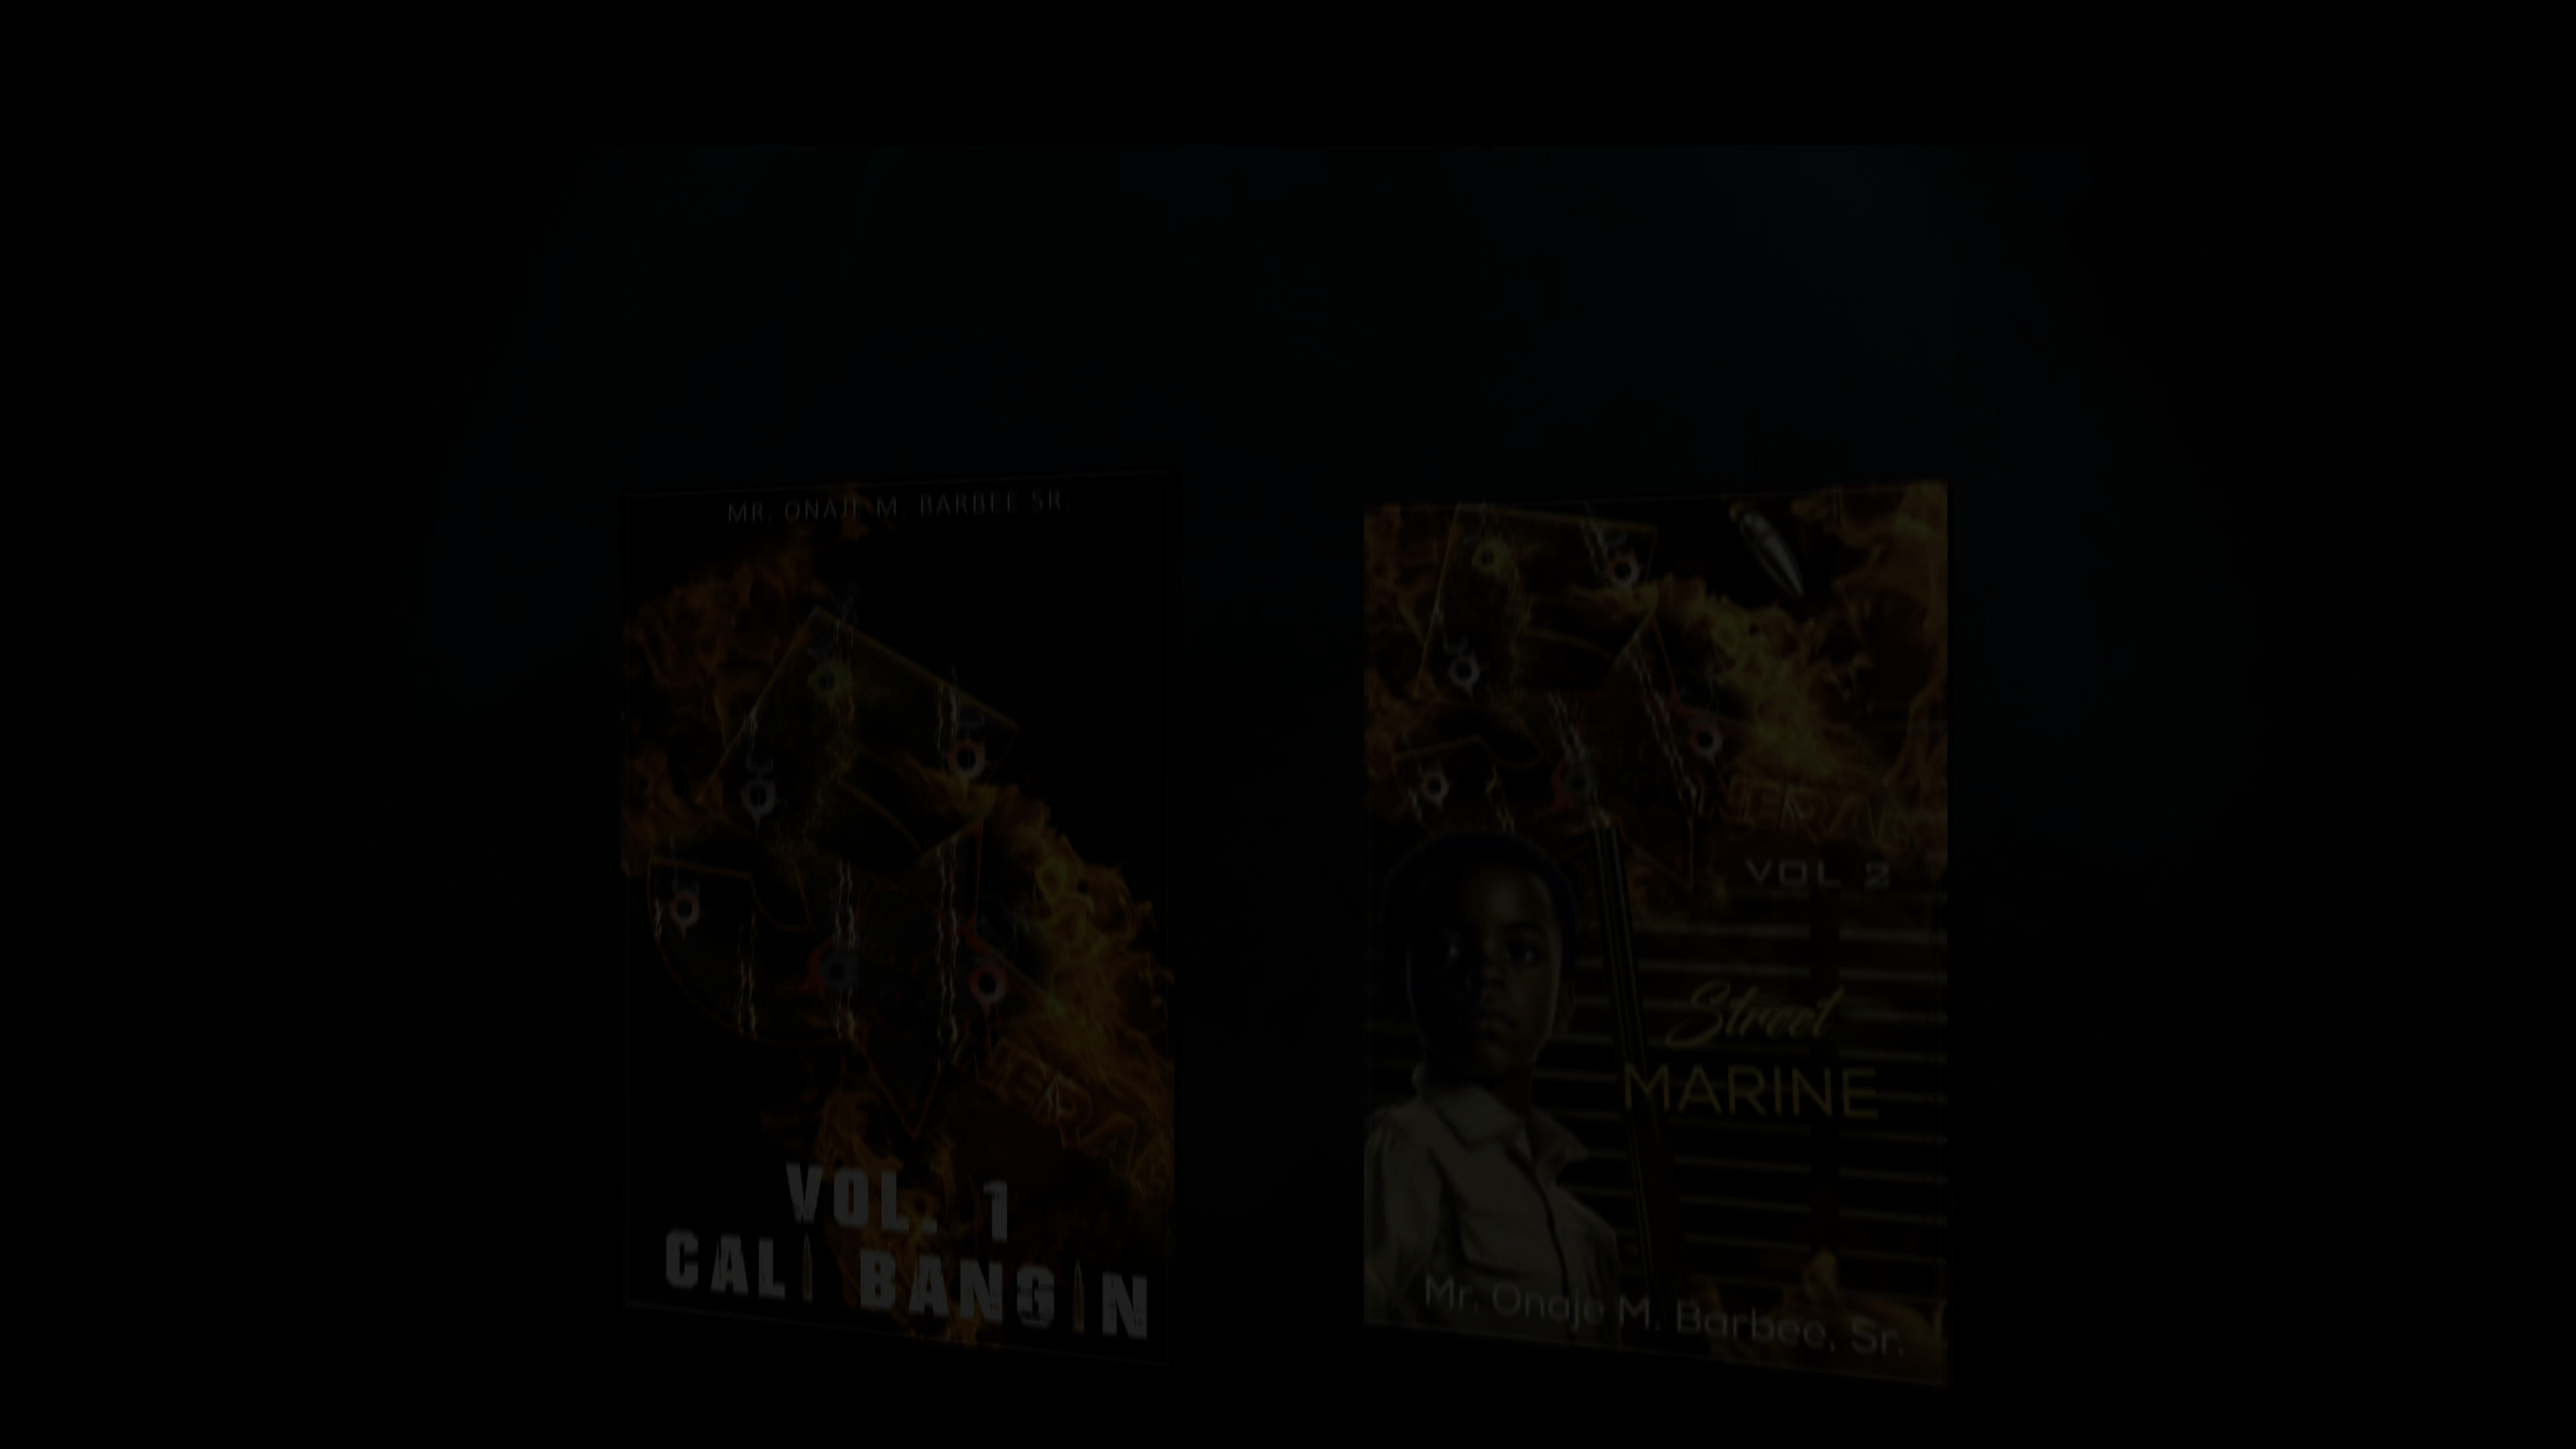 MR. ONAJE M. BARBEE SR.
VOL. 1
CALI BANGIN
VOL 2
Street
MARINE
Mr. Onaje M. Barbee, Sr.